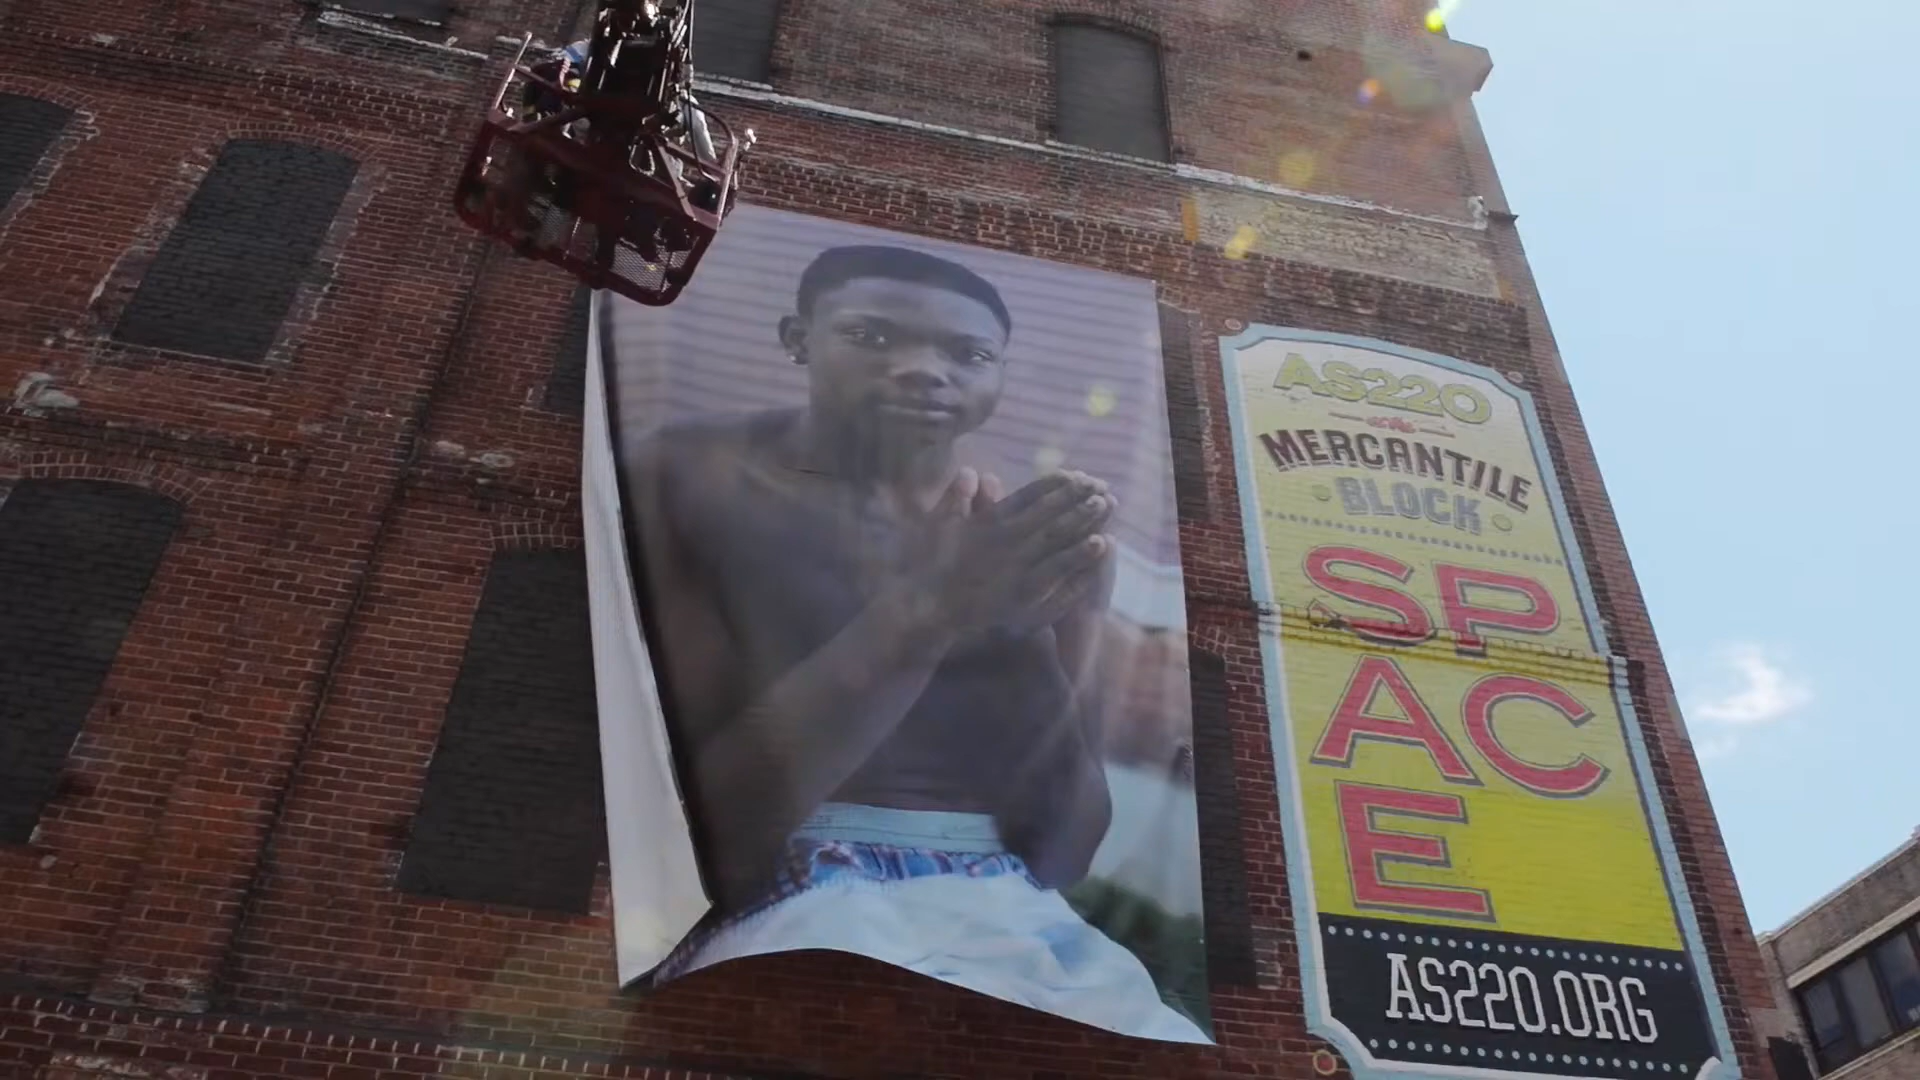 AS220
at the
MERCANTILE
BLOCK
SP
AC
E
AS220.ORG